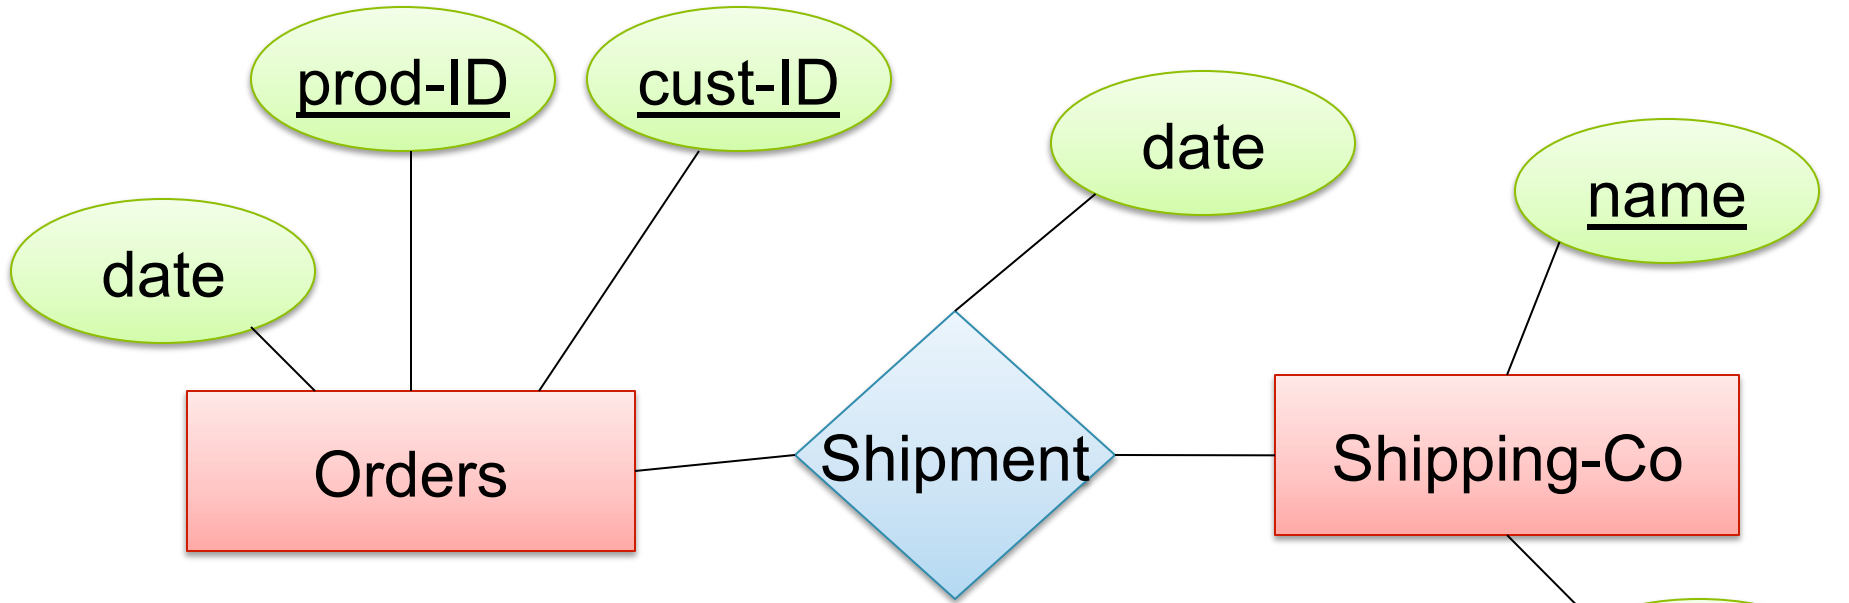 prod-ID
cust-ID
date
name
date
Orders
Shipment
Shipping-Co